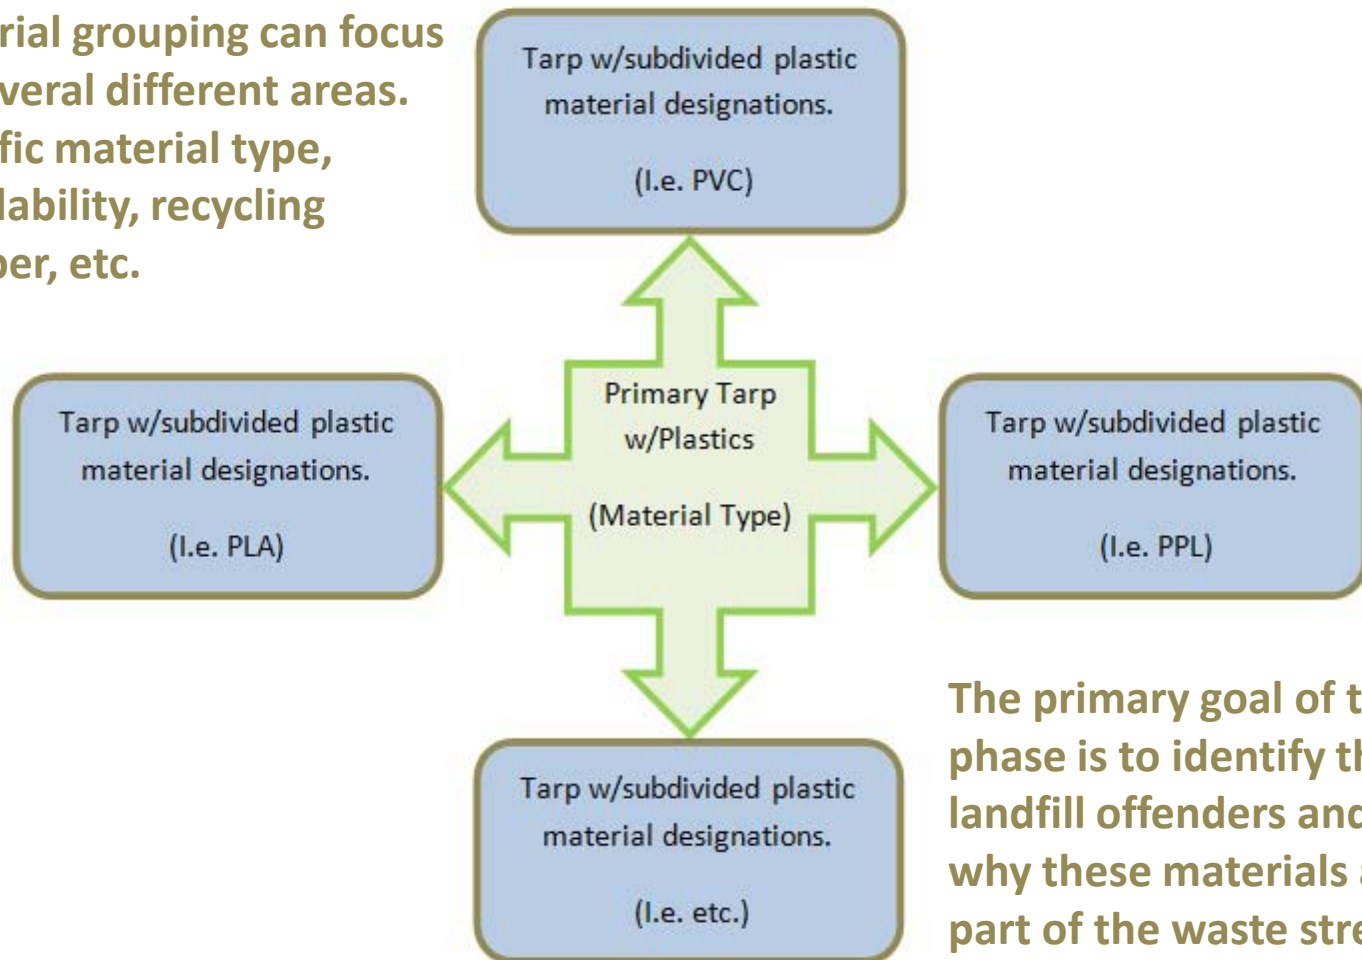 rial grouping can focus
veral different areas.
fic material type,
lability, recycling
ber, etc.
Tarp w/subdivided plastic
material designations.
(I.e. PVC)
Tarp w/subdivided plastic
material designations.
(I.e. PLA)
Primary Tarp
w/Plastics
(Material Type)
Tarp w/subdivided plastic
material designations.
(I.e. PPL)
Tarp w/subdivided plastic
material designations.
(I.e. etc.)
The primary goal of t
phase is to identify th
landfill offenders and
why these materials a
part of the waste stre